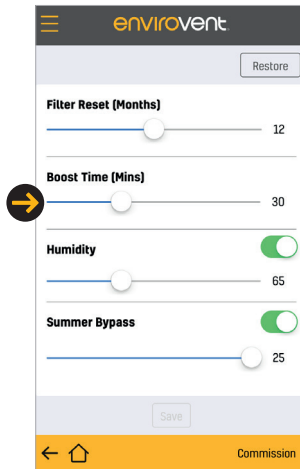 envirovent
Restore
Filter Reset (Months)
12
Boost Time (Mins)
30
Humidity
65
Summer Bypass
25
Save
Commission